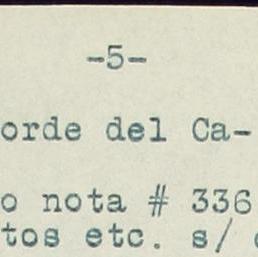 -5-
orde del Ca-
o nota # 336
tos etc. s/